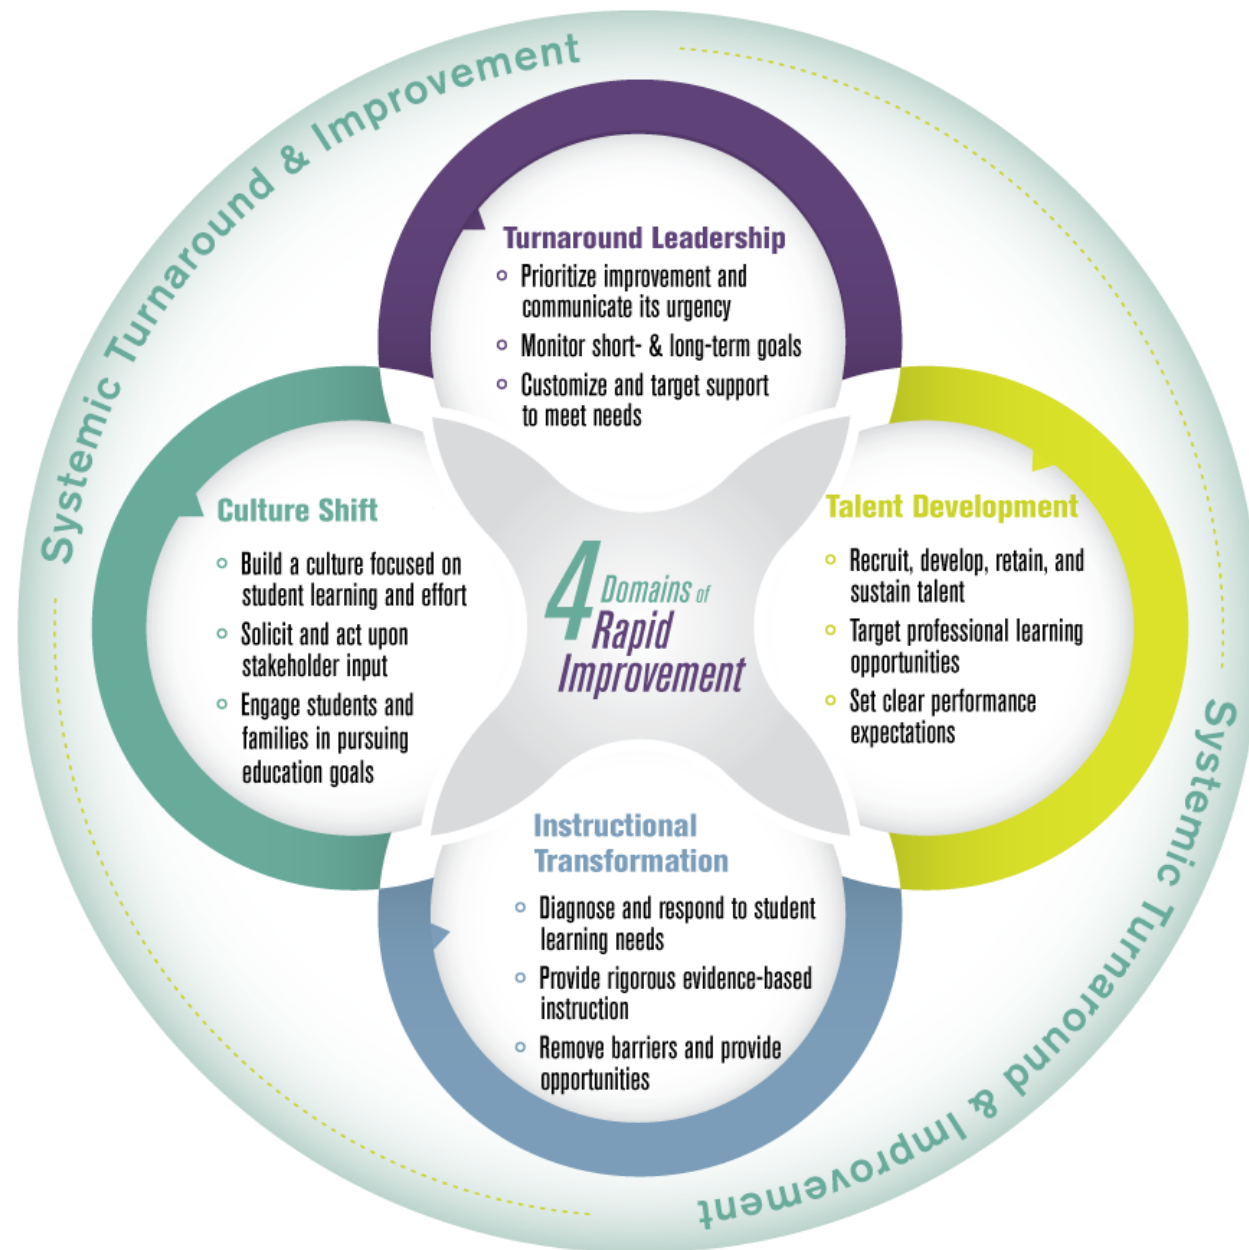 Systemic Turnaround & Improvement
Turnaround Leadership
Prioritize improvement and
communicate its urgency
Monitor short- & long-term goals
Customize and target support
to meet needs
Culture Shift
Build a culture focused on
student learning and effort
Solicit and act upon
stakeholder input
Engage students and
families in pursuing
education goals
4 Domains of
Rapid
Improvement
Talent Development
Recruit, develop, retain, and
sustain talent
Target professional learning
opportunities
Set clear performance
expectations
Instructional
Transformation
Diagnose and respond to student
learning needs
Provide rigorous evidence-based
instruction
Remove barriers and provide
opportunities
Systemic Turnaround & Improvement